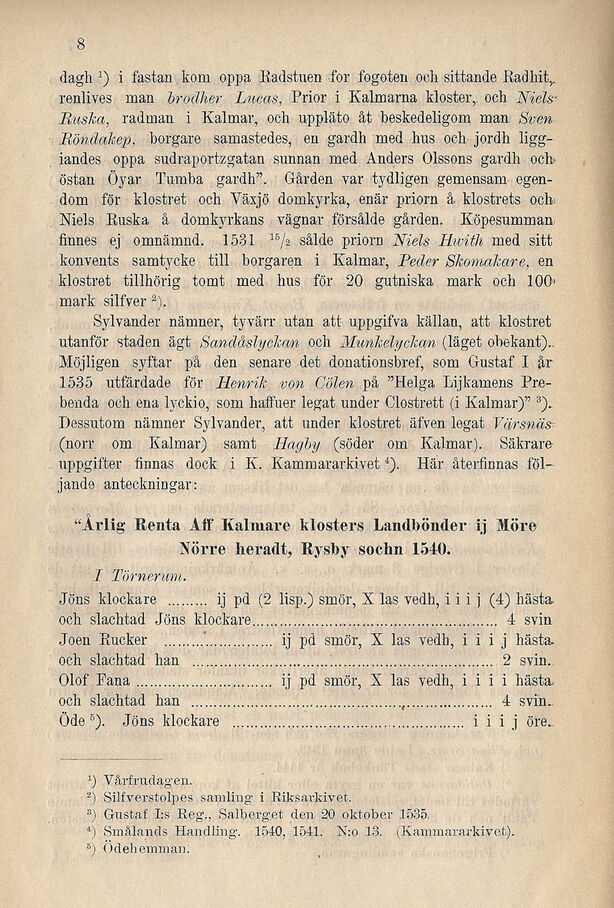 8
dagh ¹) i fastan kom oppa Radstuen for fogoten och sittande Radhit,
renlives man brodher Lucas, Prior i Kalmarna kloster, och Niels
Ruska, radman i Kalmar, och uppläto åt beskedeligom man Sven
Röndakep, borgare samastedes, en gardh med hus och jordh ligg-
iandes oppa sudraportzgatan sunnan med Anders Olssons gardh och
östan Öyar Tumba gardh”. Gården var tydligen gemensam egen-
dom för klostret och Växjö domkyrka, enär priorn å klostrets och
Niels Ruska å domkyrkans vägnar försålde gården. Köpesumman
finnes ej omnämnd. 1531 ¹⁵/₂ sålde priorn Niels Hwith med sitt
konvents samtycke till borgaren i Kalmar, Peder Skomakare, en
klostret tillhörig tomt med hus för 20 gutniska mark och 100
mark silfver ²).
Sylvander nämner, tyvärr utan att uppgifva källan, att klostret
utanför staden ägt Sandåslyckan och Munkelyckan (läget obekant).
Möjligen syftar på den senare det donationsbref, som Gustaf I år
1535 utfärdade för Henrik von Cölen på ”Helga Lijkamens Pre-
benda och ena lyckio, som haffuer legat under Clostrett (i Kalmar)” ³).
Dessutom nämner Sylvander, att under klostret äfven legat Värsnäs
(norr om Kalmar) samt Hagby (söder om Kalmar). Säkrare
uppgifter finnas dock i K. Kammararkivet ⁴). Här återfinnas föl-
jande anteckningar:
“Årlig Renta Aff Kalmare klosters Landbönder ij Möre
Nörre heradt, Rysby sochn 1540.
I Törnerum.
Jöns klockare ......... ij pd (2 lisp.) smör, X las vedh, i i i j (4) hästa
och slachtad Jöns klockare.......................................................... 4 svin
Joen Rucker ........................ ij pd smör, X las vedh, i i i j hästa
och slachtad han ........................................................................ 2 svin.
Olof Fana .............................. ij pd smör, X las vedh, i i i i hästa
och slachtad han ........................................................................ 4 svin.
Öde ⁵). Jöns klockare ......................................................... i i i j öre.
¹) Vårfrudagen.
²) Silfverstolpes samling i Riksarkivet.
³) Gustaf I:s Reg., Salberget den 20 oktober 1535.
⁴) Smålands Handling. 1540, 1541. N:o 13. (Kammararkivet).
⁵) Ödehemman.